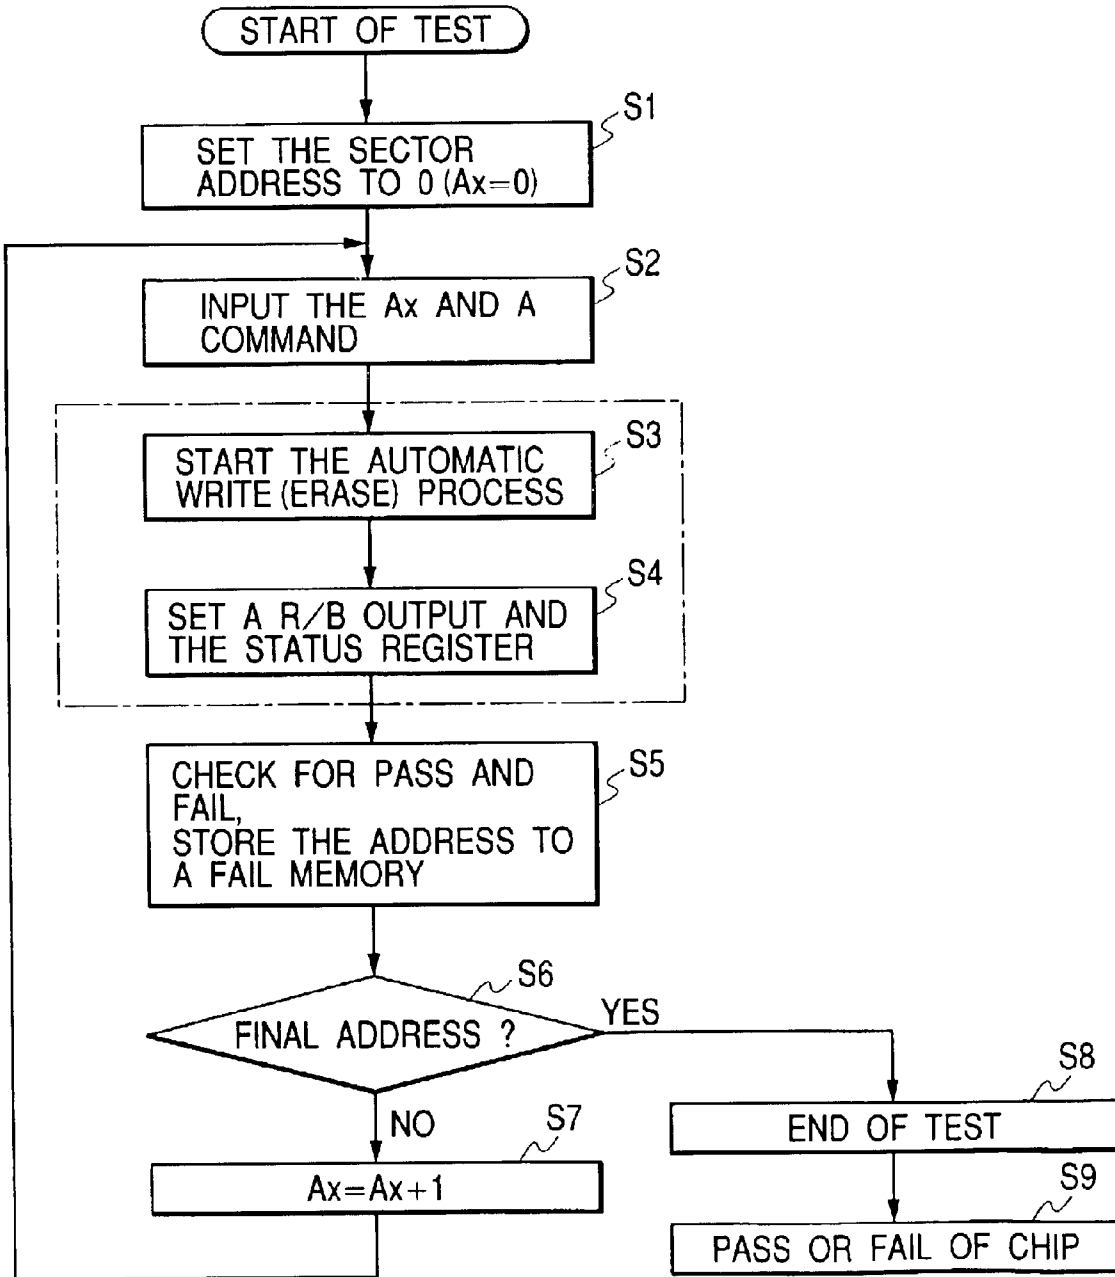 START OF TEST
S1
SET THE SECTOR
ADDRESS TO 0 (Ax=0)
S2
INPUT THE Ax AND A
COMMAND
S3
START THE AUTOMATIC
WRITE (ERASE) PROCESS
S4
SET A R/B OUTPUT AND
THE STATUS REGISTER
S5
CHECK FOR PASS AND
FAIL,
STORE THE ADDRESS TO
A FAIL MEMORY
S6
FINAL ADDRESS ?
YES
NO
S7
Ax=Ax+1
S8
END OF TEST
S9
PASS OR FAIL OF CHIP